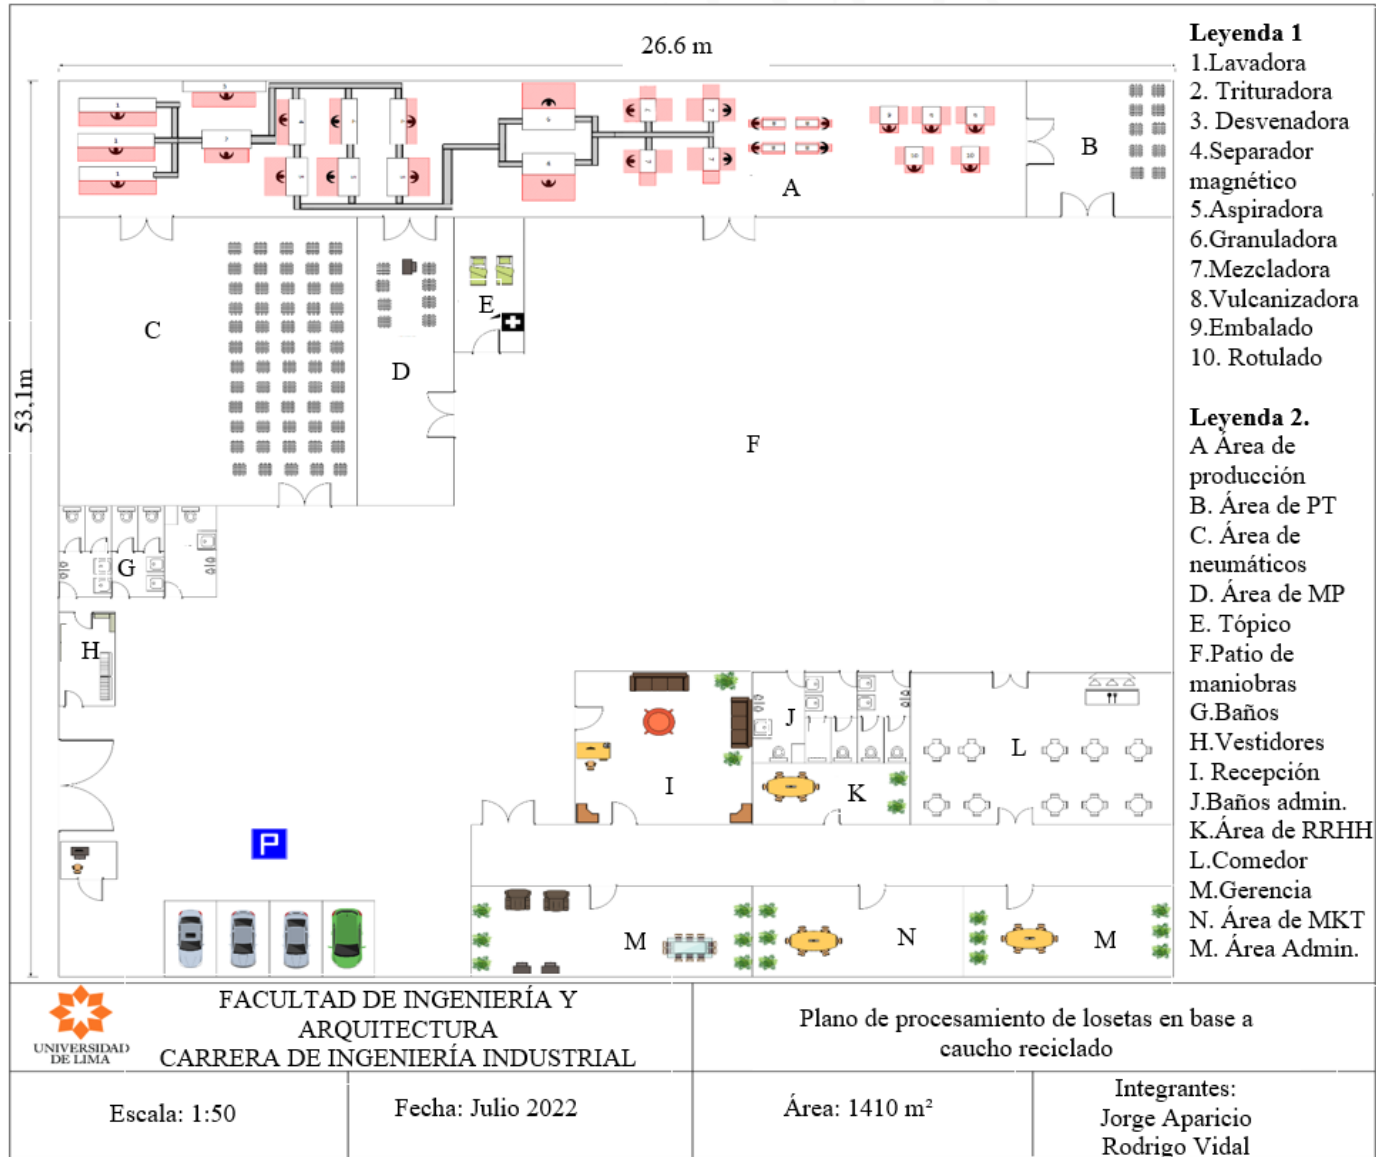 26.6 m
53,1m
A
B
C
D
E
F
G
H
I
J
K
L
M
N
M
P
Leyenda 1
1.Lavadora
2. Trituradora
3. Desvenadora
4.Separador
magnético
5.Aspiradora
6.Granuladora
7.Mezcladora
8.Vulcanizadora
9.Embalado
10. Rotulado
Leyenda 2.
A Área de
producción
B. Área de PT
C. Área de
neumáticos
D. Área de MP
E. Tópico
F.Patio de
maniobras
G.Baños
H.Vestidores
I. Recepción
J.Baños admin.
K.Área de RRHH
L.Comedor
M.Gerencia
N. Área de MKT
M. Área Admin.
UNIVERSIDAD
DE LIMA
FACULTAD DE INGENIERÍA Y
ARQUITECTURA
CARRERA DE INGENIERÍA INDUSTRIAL
Plano de procesamiento de losetas en base a
caucho reciclado
Escala: 1:50
Fecha: Julio 2022
Área: 1410 m²
Integrantes:
Jorge Aparicio
Rodrigo Vidal